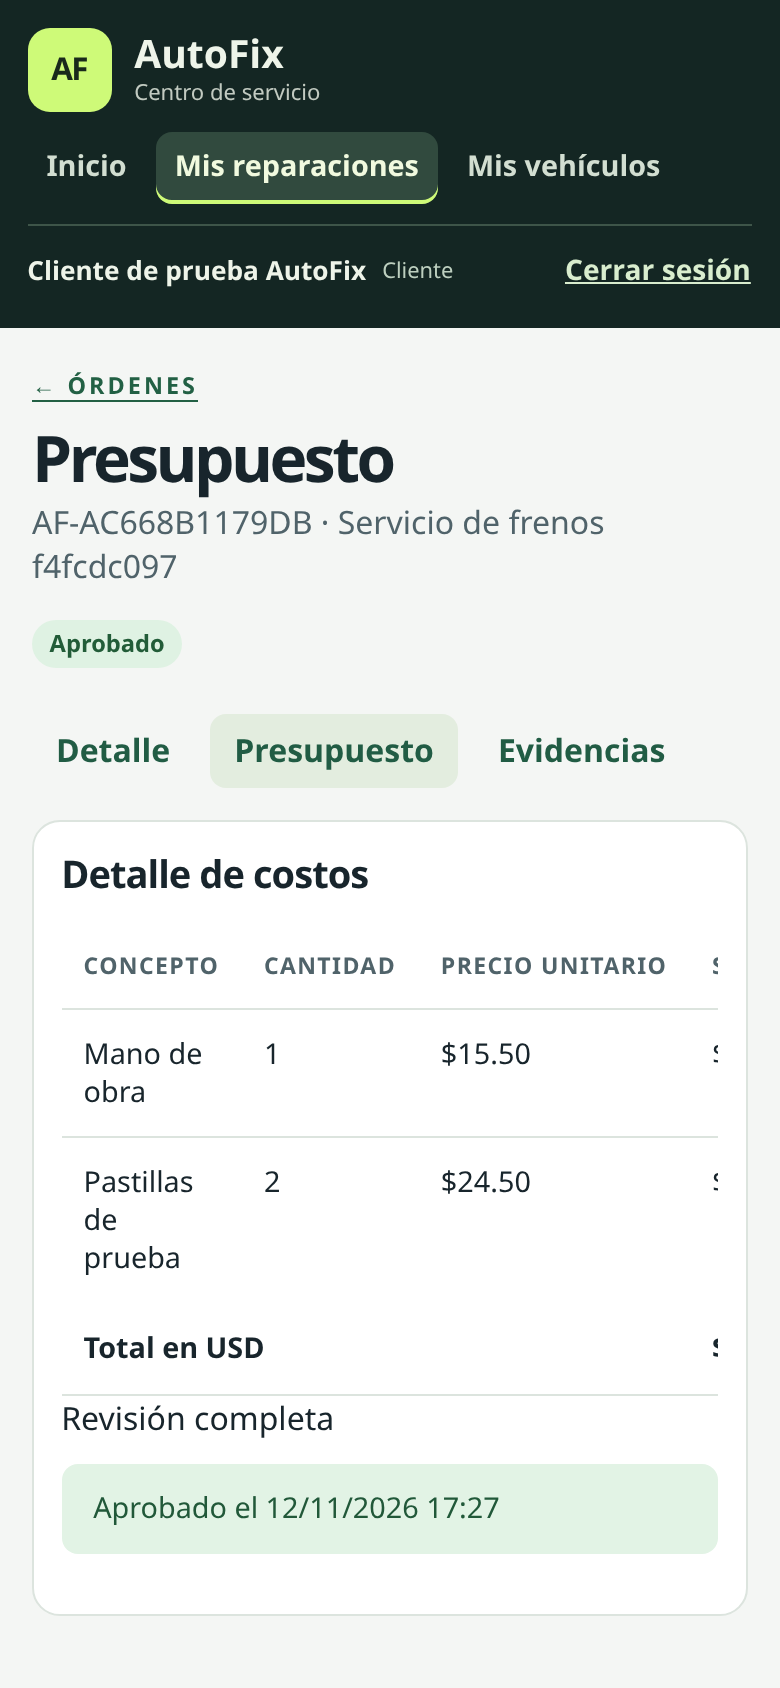 AF
AutoFix
Centro de servicio
Inicio Mis reparaciones Mis vehículos
Cliente de prueba AutoFix Cliente Cerrar sesión
← ÓRDENES
Presupuesto
AF-AC668B1179DB · Servicio de frenos
f4fcdc097
Aprobado
Detalle Presupuesto Evidencias
Detalle de costos
CONCEPTO CANTIDAD PRECIO UNITARIO
Mano de 1 $15.50
obra
Pastillas 2 $24.50
de
prueba
Total en USD
Revisión completa
Aprobado el 12/11/2026 17:27